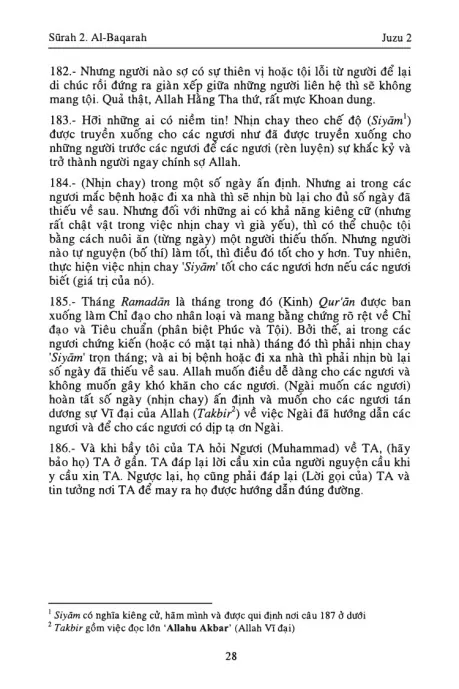 Sūrah 2. Al-Baqarah Juzu 2
182.- Nhưng người nào sợ có sự thiên vị hoặc tội lỗi từ người để lại
di chúc rồi đứng ra giàn xếp giữa những người liên hệ thì sẽ không
mang tội. Quả thật, Allah Hằng Tha thứ, rất mực Khoan dung.
183.- Hỡi những ai có niềm tin! Nhịn chay theo chế độ (Siyām¹)
được truyền xuống cho các ngươi như đã được truyền xuống cho
những người trước các ngươi để các ngươi (rèn luyện) sự khắc kỷ và
trở thành người ngay chính sợ Allah.
184.- (Nhịn chay) trong một số ngày ấn định. Nhưng ai trong các
ngươi mắc bệnh hoặc đi xa nhà thì sẽ nhịn bù lại cho đủ số ngày đã
thiếu về sau. Nhưng đối với những ai có khả năng kiêng cữ (nhưng
rất chật vật trong việc nhịn chay vì già yếu), thì có thể chuộc tội
bằng cách nuôi ăn (từng ngày) một người thiếu thốn. Nhưng người
nào tự nguyện (bố thí) làm tốt, thì điều đó tốt cho y hơn. Tuy nhiên,
thực hiện việc nhịn chay 'Siyām' tốt cho các ngươi hơn nếu các ngươi
biết (giá trị của nó).
185.- Tháng Ramadān là tháng trong đó (Kinh) Qur'ān được ban
xuống làm Chỉ đạo cho nhân loại và mang bằng chứng rõ rệt về Chỉ
đạo và Tiêu chuẩn (phân biệt Phúc và Tội). Bởi thế, ai trong các
ngươi chứng kiến (hoặc có mặt tại nhà) tháng đó thì phải nhịn chay
'Siyām' trọn tháng; và ai bị bệnh hoặc đi xa nhà thì phải nhịn bù lại
số ngày đã thiếu về sau. Allah muốn điều dễ dàng cho các ngươi và
không muốn gây khó khăn cho các ngươi. (Ngài muốn các ngươi)
hoàn tất số ngày (nhịn chay) ấn định và muốn cho các ngươi tán
dương sự Vĩ đại của Allah (Takbir²) về việc Ngài đã hướng dẫn các
ngươi và để cho các ngươi có dịp tạ ơn Ngài.
186.- Và khi bầy tôi của TA hỏi Ngươi (Muhammad) về TA, (hãy
bảo họ) TA ở gần. TA đáp lại lời cầu xin của người nguyện cầu khi
y cầu xin TA. Ngược lại, họ cũng phải đáp lại (Lời gọi của) TA và
tin tưởng nơi TA để may ra họ được hướng dẫn đúng đường.
¹ Siyām có nghĩa kiêng cử, hãm mình và được qui định nơi câu 187 ở dưới
² Takbir gồm việc đọc lớn 'Allahu Akbar' (Allah Vĩ đại)
28